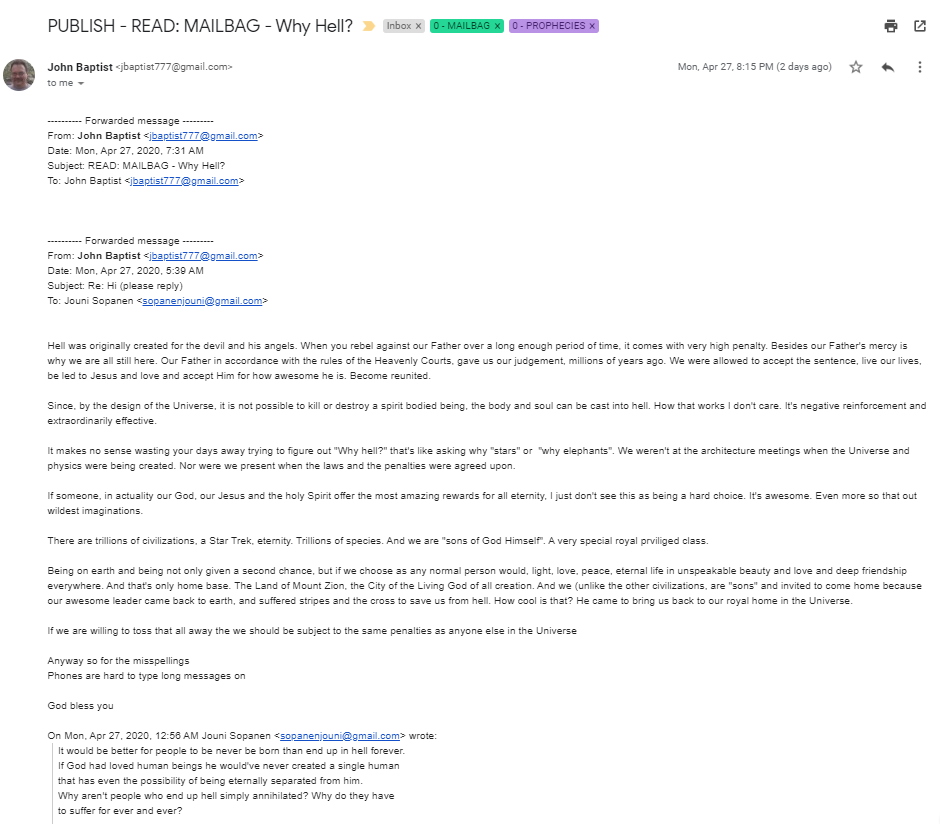 PUBLISH - READ: MAILBAG - Why Hell? Inbox x 0 - MAILBAG x 0 - PROPHECIES x
John Baptist <jbaptist777@gmail.com> Mon, Apr 27, 8:15 PM (2 days ago)
to me
---------- Forwarded message ---------
From: John Baptist <jbaptist777@gmail.com>
Date: Mon, Apr 27, 2020, 7:31 AM
Subject: READ: MAILBAG - Why Hell?
To: John Baptist <jbaptist777@gmail.com>
---------- Forwarded message ---------
From: John Baptist <jbaptist777@gmail.com>
Date: Mon, Apr 27, 2020, 5:39 AM
Subject: Re: Hi (please reply)
To: Jouni Sopanen <sopanenjouni@gmail.com>
Hell was originally created for the devil and his angels. When you rebel against our Father over a long enough period of time, it comes with very high penalty. Besides our Father's mercy is
why we are all still here. Our Father in accordance with the rules of the Heavenly Courts, gave us our judgement, millions of years ago. We were allowed to accept the sentence, live our lives,
be led to Jesus and love and accept Him for how awesome he is. Become reunited.
Since, by the design of the Universe, it is not possible to kill or destroy a spirit bodied being, the body and soul can be cast into hell. How that works I don't care. It's negative reinforcement and
extraordinarily effective.
It makes no sense wasting your days away trying to figure out "Why hell?" that's like asking why "stars" or "why elephants". We weren't at the architecture meetings when the Universe and
physics were being created. Nor were we present when the laws and the penalties were agreed upon.
If someone, in actuality our God, our Jesus and the holy Spirit offer the most amazing rewards for all eternity, I just don't see this as being a hard choice. It's awesome. Even more so that out
wildest imaginations.
There are trillions of civilizations, a Star Trek, eternity. Trillions of species. And we are "sons of God Himself". A very special royal prviliged class.
Being on earth and being not only given a second chance, but if we choose as any normal person would, light, love, peace, eternal life in unspeakable beauty and love and deep friendship
everywhere. And that's only home base. The Land of Mount Zion, the City of the Living God of all creation. And we (unlike the other civilizations, are "sons" and invited to come home because
our awesome leader came back to earth, and suffered stripes and the cross to save us from hell. How cool is that? He came to bring us back to our royal home in the Universe.
If we are willing to toss that all away the we should be subject to the same penalties as anyone else in the Universe
Anyway so for the misspellings
Phones are hard to type long messages on
God bless you
On Mon, Apr 27, 2020, 12:56 AM Jouni Sopanen <sopanenjouni@gmail.com> wrote:
It would be better for people to be never be born than end up in hell forever.
If God had loved human beings he would've never created a single human
that has even the possibility of being eternally separated from him.
Why aren't people who end up hell simply annihilated? Why do they have
to suffer for ever and ever?